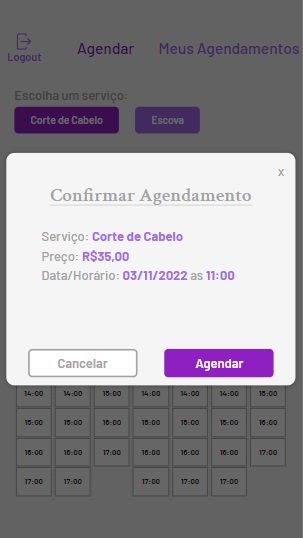 Logout
Agendar
Meus Agendamentos
Escolha um serviço:
Corte de Cabelo
Escova
x
Confirmar Agendamento
Serviço: Corte de Cabelo
Preço: R$35,00
Data/Horário: 03/11/2022 as 11:00
Cancelar
Agendar
14:00 14:00 14:00 14:00 14:00 14:00 15:00
15:00 15:00 16:00 15:00 15:00 15:00 16:00
16:00 16:00 17:00 16:00 16:00 16:00 17:00
17:00 17:00 17:00 17:00 17:00